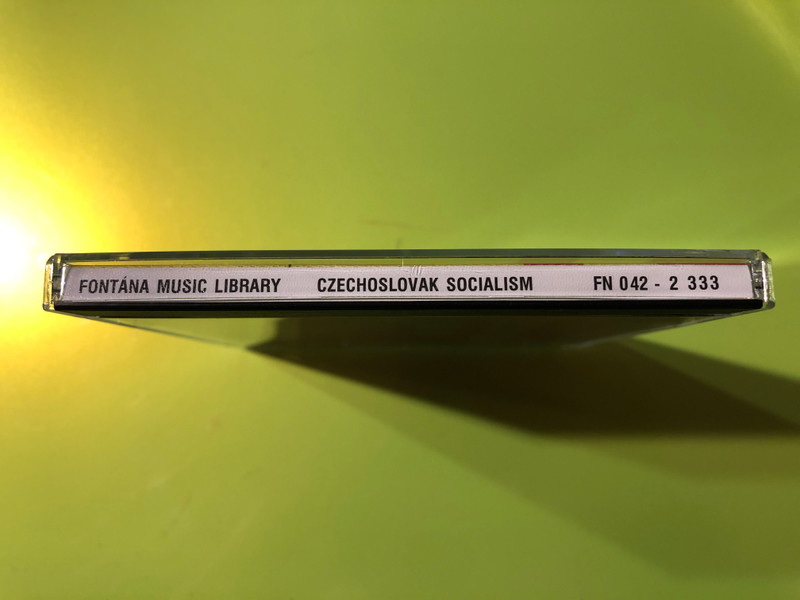 FONTÁNA MUSIC LIBRARY CZECHOSLOVAK SOCIALISM FN 042 - 2 333